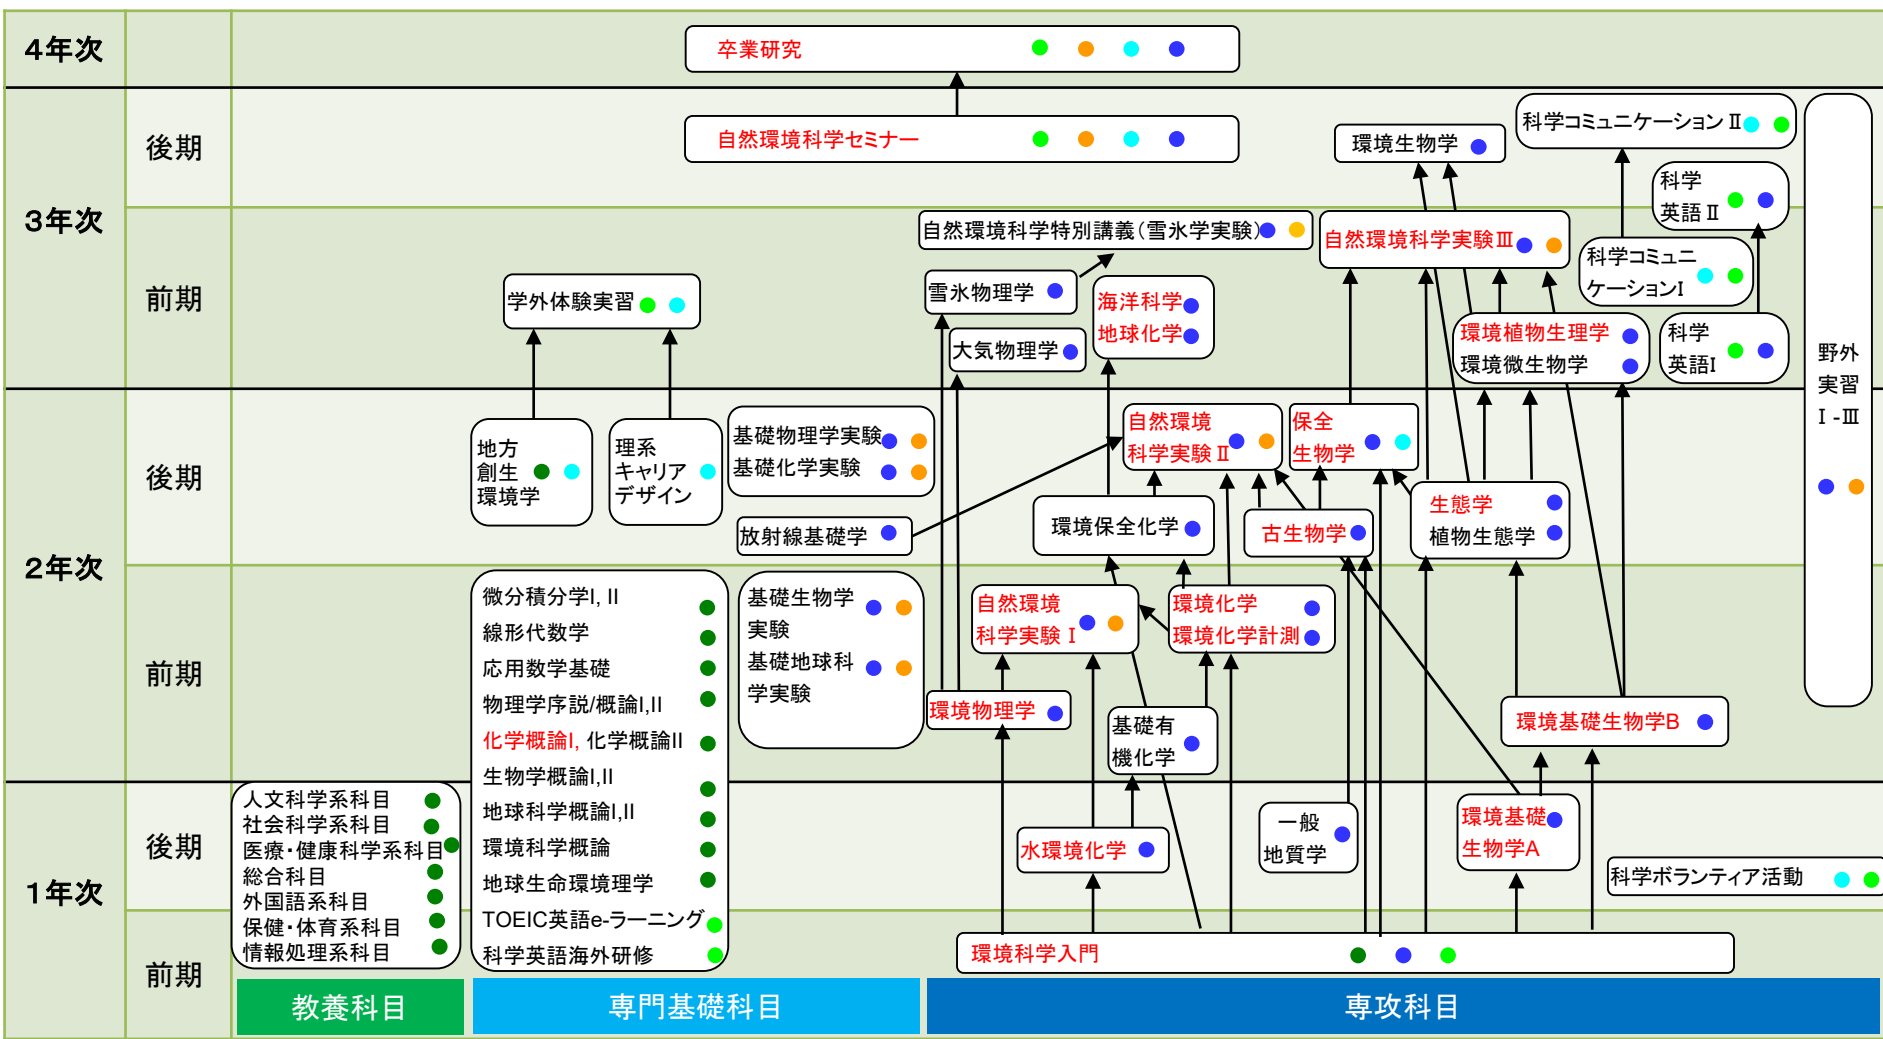 4年次
卒業研究
3年次
後期
自然環境科学セミナー
環境生物学
科学コミュニケーション Ⅱ
科学
英語 Ⅱ
前期
自然環境科学特別講義(雪氷学実験)
自然環境科学実験Ⅲ
科学コミュニ
ケーションⅠ
学外体験実習
雪氷物理学
海洋科学
地球化学
大気物理学
環境植物生理学
環境微生物学
科学
英語Ⅰ
野外
実習
Ⅰ-Ⅲ
2年次
後期
地方
創生
環境学
理系
キャリア
デザイン
基礎物理学実験
基礎化学実験
放射線基礎学
自然環境
科学実験 Ⅱ
保全
生物学
環境保全化学
古生物学
生態学
植物生態学
前期
微分積分学I, II
線形代数学
応用数学基礎
物理学序説/概論I,II
化学概論I, 化学概論II
生物学概論I,II
地球科学概論I,II
環境科学概論
地球生命環境理学
TOEIC英語e-ラーニング
科学英語海外研修
基礎生物学
実験
基礎地球科
学実験
自然環境
科学実験 Ⅰ
環境化学
環境化学計測
環境物理学
基礎有
機化学
環境基礎生物学B
1年次
後期
人文科学系科目
社会科学系科目
医療・健康科学系科目
総合科目
外国語系科目
保健・体育系科目
情報処理系科目
水環境化学
一般
地質学
環境基礎
生物学A
科学ボランティア活動
前期
環境科学入門
教養科目
専門基礎科目
専攻科目